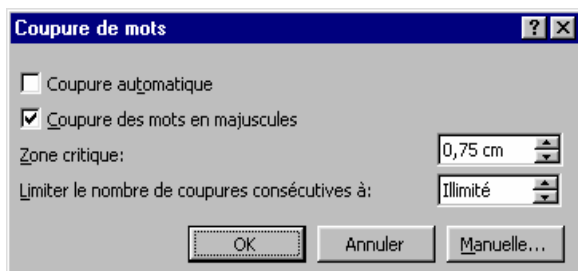 Coupure de mots
Coupure automatique
Coupure des mots en majuscules
Zone critique: 0,75 cm
Limiter le nombre de coupures consécutives à: Illimité
OK Annuler Manuelle...